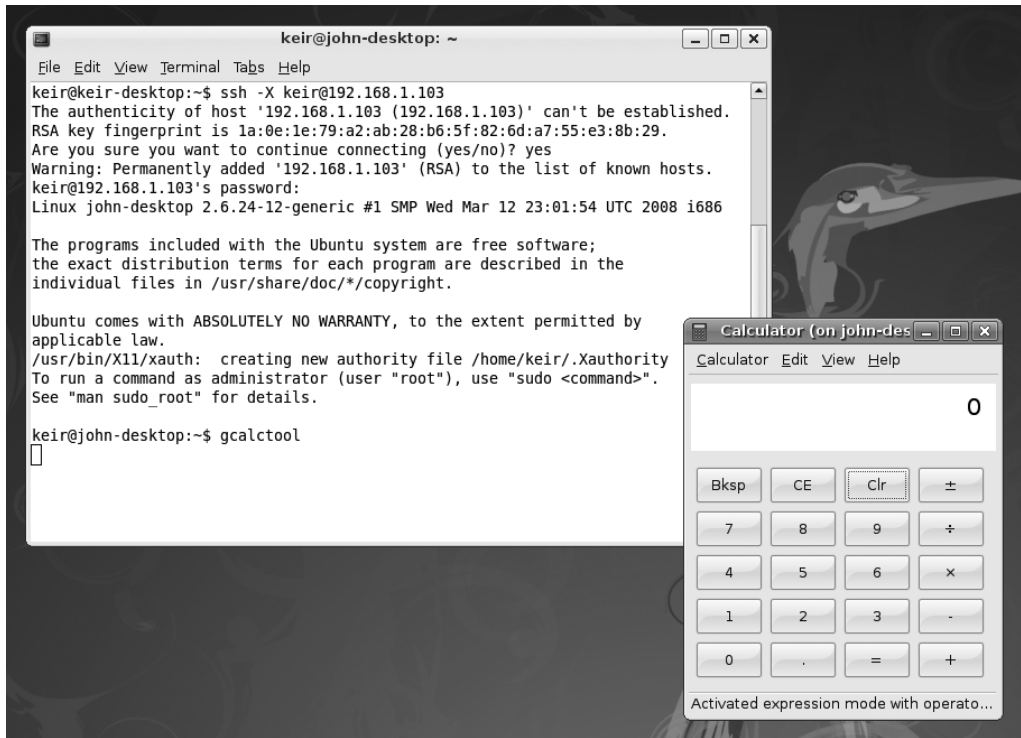 keir@john-desktop: ~
File Edit View Terminal Tabs Help
keir@keir-desktop:~$ ssh -X keir@192.168.1.103
The authenticity of host '192.168.1.103 (192.168.1.103)' can't be established.
RSA key fingerprint is 1a:0e:1e:79:a2:ab:28:b6:5f:82:6d:a7:55:e3:8b:29.
Are you sure you want to continue connecting (yes/no)? yes
Warning: Permanently added '192.168.1.103' (RSA) to the list of known hosts.
keir@192.168.1.103's password:
Linux john-desktop 2.6.24-12-generic #1 SMP Wed Mar 12 23:01:54 UTC 2008 i686
The programs included with the Ubuntu system are free software;
the exact distribution terms for each program are described in the
individual files in /usr/share/doc/*/copyright.
Ubuntu comes with ABSOLUTELY NO WARRANTY, to the extent permitted by
applicable law.
/usr/bin/X11/xauth:  creating new authority file /home/keir/.Xauthority
To run a command as administrator (user "root"), use "sudo <command>".
See "man sudo_root" for details.
keir@john-desktop:~$ gcalctool
Calculator (on john-des
Calculator Edit View Help
0
Bksp CE Clr ±
7 8 9 ÷
4 5 6 ×
1 2 3 -
0 . = +
Activated expression mode with operato...